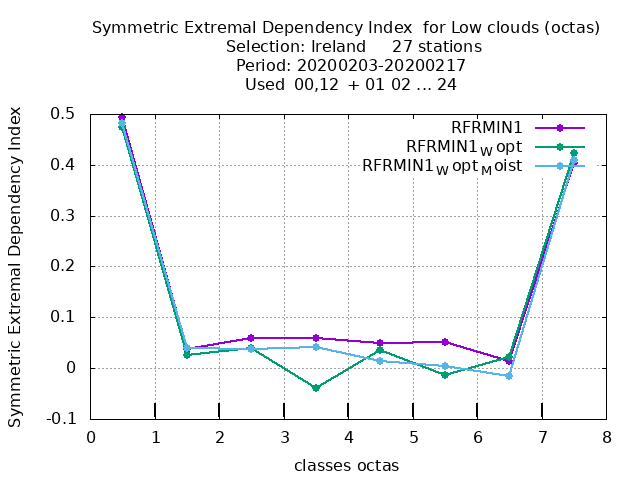 Symmetric Extremal Dependency Index  for Low clouds (octas)
Selection: Ireland     27 stations
Period: 20200203-20200217
Used  00,12  + 01 02 ... 24
RFRMIN1
RFRMIN1Wopt
RFRMIN1WoptMoist
Symmetric Extremal Dependency Index
0.5
0.4
0.3
0.2
0.1
0
-0.1
0 1 2 3 4 5 6 7 8
classes octas